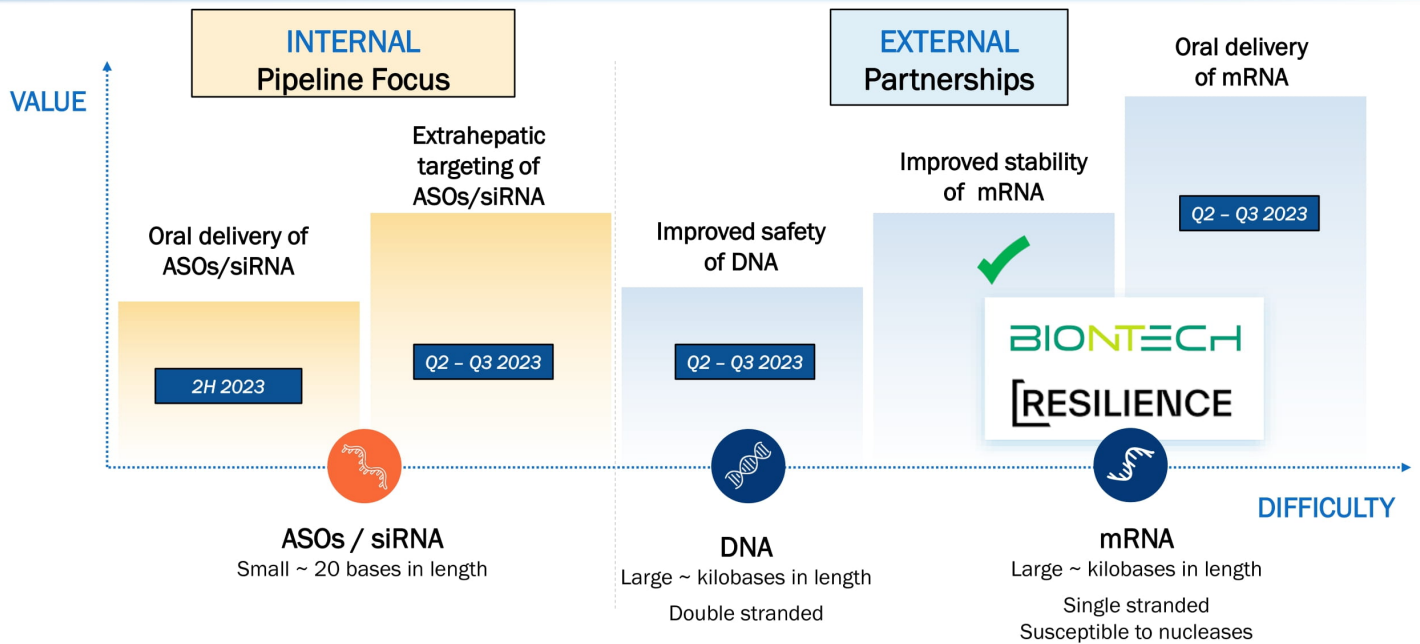 INTERNAL
Pipeline Focus
EXTERNAL
Partnerships
VALUE
Oral delivery of
ASOs/siRNA
2H 2023
Extrahepatic
targeting of
ASOs/siRNA
Q2 – Q3 2023
Improved safety
of DNA
Q2 – Q3 2023
Improved stability
of mRNA
BIONTECH
[RESILIENCE
Oral delivery
of mRNA
Q2 – Q3 2023
DIFFICULTY
ASOs / siRNA
Small ~ 20 bases in length
DNA
Large ~ kilobases in length
Double stranded
mRNA
Large ~ kilobases in length
Single stranded
Susceptible to nucleases